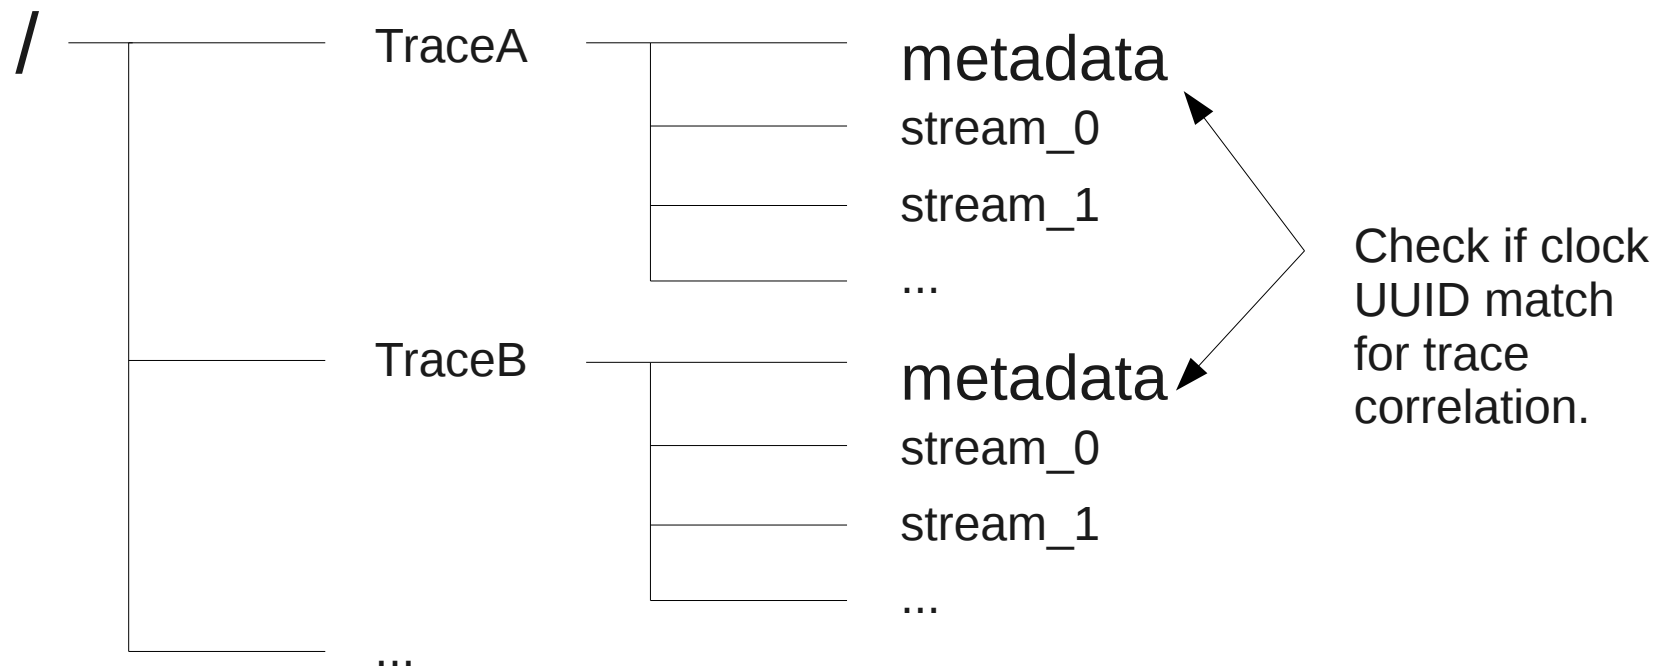 /
TraceA
metadata
stream_0
stream_1
...
TraceB
metadata
stream_0
stream_1
...
...
Check if clock
UUID match
for trace
correlation.